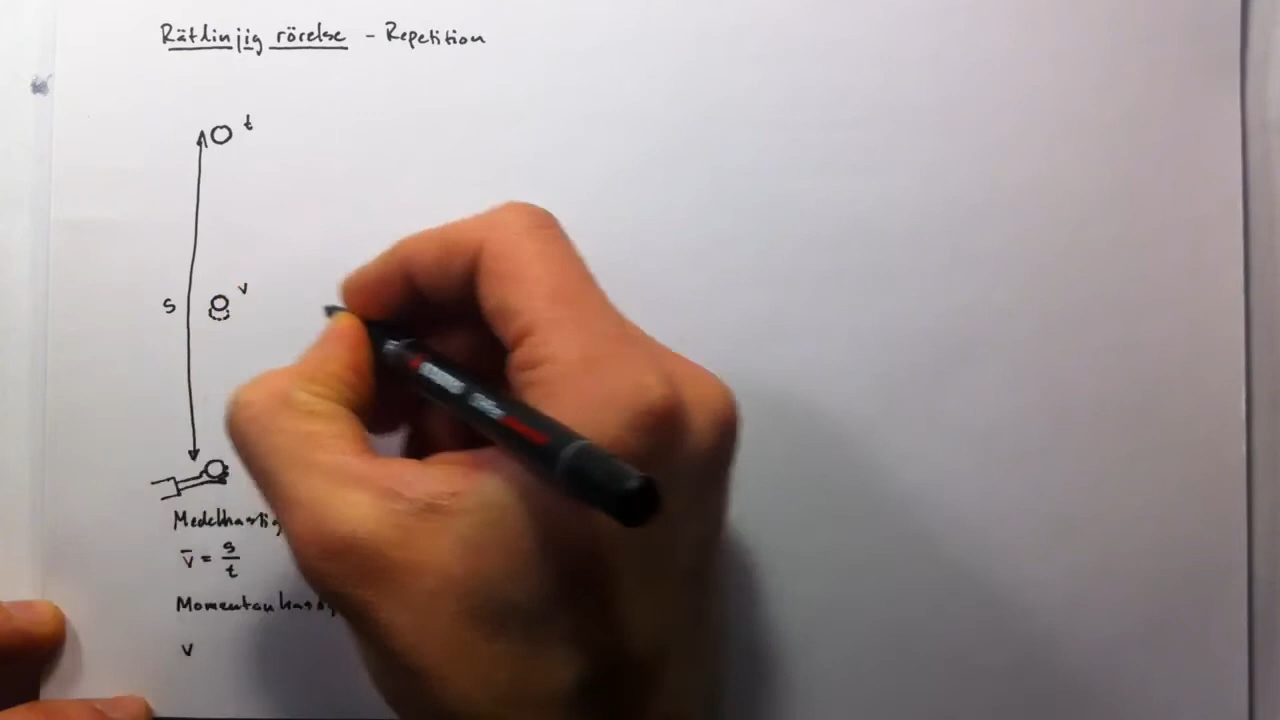 Rätlinjig rörelse - Repetition
t
s
v
v̄ = s/t
v